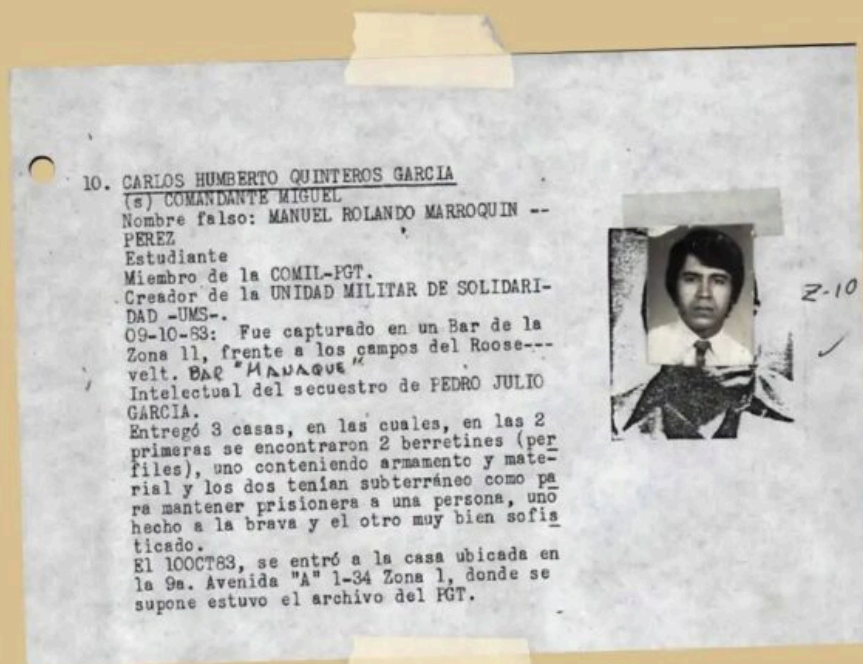 10. CARLOS HUMBERTO QUINTEROS GARCIA
(s) COMANDANTE MIGUEL
Nombre falso: MANUEL ROLANDO MARROQUIN --
PEREZ
Estudiante
Miembro de la COMIL-PGT.
Creador de la UNIDAD MILITAR DE SOLIDARI-
DAD -UMS-.
09-10-83: Fue capturado en un Bar de la
Zona 11, frente a los campos del Roose---
velt. BAR "MANAQUE"
Intelectual del secuestro de PEDRO JULIO
GARCIA.
Entregó 3 casas, en las cuales, en las 2
primeras se encontraron 2 berretines (per
files), uno conteniendo armamento y mate-
rial y los dos tenían subterráneo como pa
ra mantener prisionera a una persona, uno
hecho a la brava y el otro muy bien sofis
ticado.
El 10OCT83, se entró a la casa ubicada en
la 9a. Avenida "A" 1-34 Zona 1, donde se
supone estuvo el archivo del PGT.
Z-10